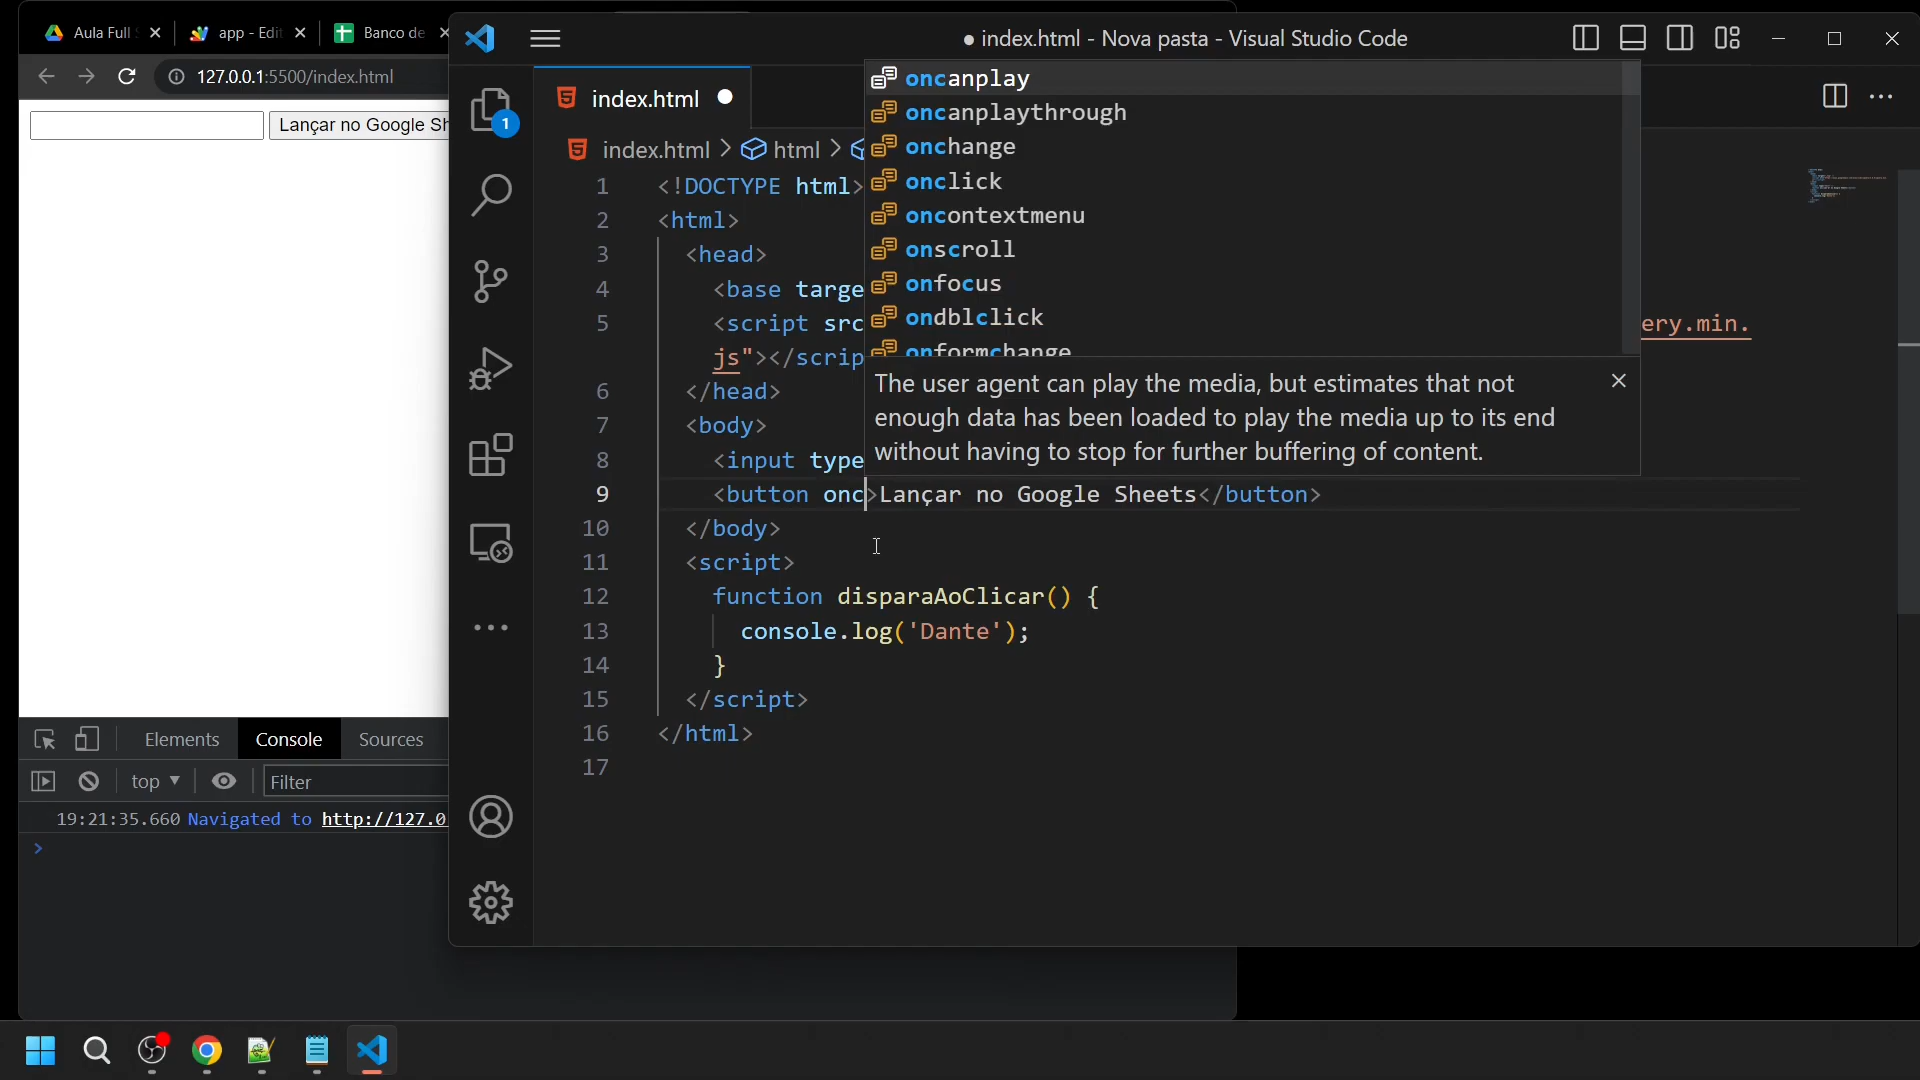 Aula Full
app - Edi
Banco de
127.0.0.1:5500/index.html
Lançar no Google Sh
Elements
Console
Sources
top
Filter
19:21:35.660 Navigated to http://127.0
>
● index.html - Nova pasta - Visual Studio Code
1
index.html
index.html > html >
oncanplay
oncanplaythrough
onchange
onclick
oncontextmenu
onscroll
onfocus
ondblclick
onformchange
The user agent can play the media, but estimates that not
enough data has been loaded to play the media up to its end
without having to stop for further buffering of content.
1 <!DOCTYPE html>
2 <html>
3 <head>
4 <base targe
5 <script src ery.min.
js"></scrip
6 </head>
7 <body>
8 <input type
9 <button onc>Lançar no Google Sheets</button>
10 </body>
11 <script>
12 function disparaAoClicar() {
13 console.log('Dante');
14 }
15 </script>
16 </html>
17